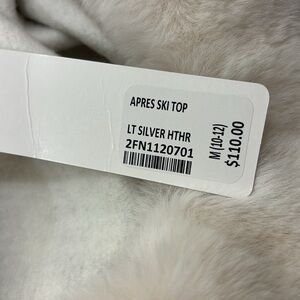 APRES SKI TOP
LT SILVER HTHR
2FN1120701
M (10-12)
$110.00